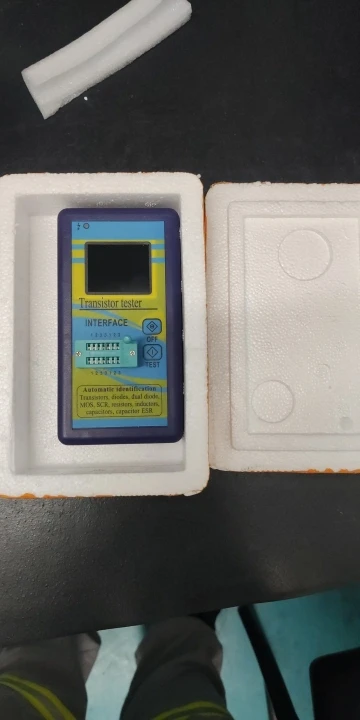 Transistor tester
INTERFACE
OFF
TEST
Automatic identification
Transistors, diodes, dual diode,
MOS, SCR, resistors, inductors,
capacitors, capacitor ESR